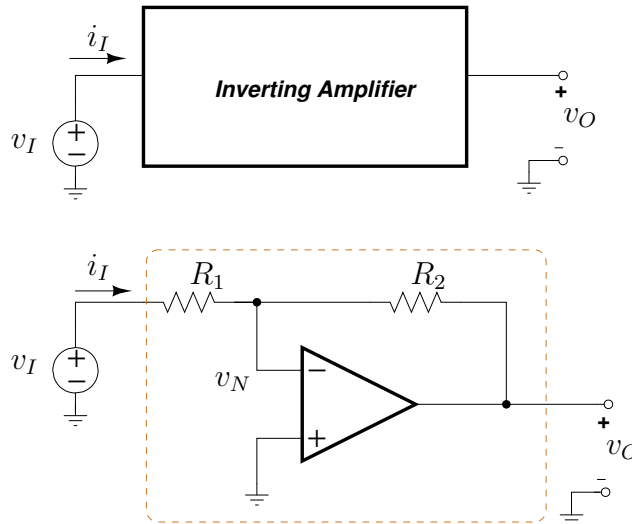 i_I
Inverting Amplifier
v_I
+
−
+
v_O
-
i_I
R_1
R_2
v_I
+
−
v_N
−
+
+
v_O
-